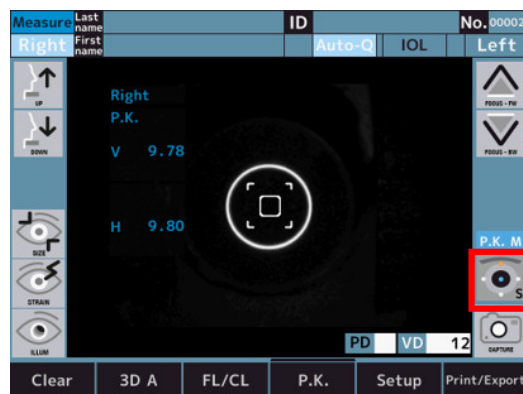 Measure Last name ID No. 00002
Right First name Auto-Q IOL Left
UP
FOCUS - FW
Right
P.K.
DOWN
V 9.78
FOCUS - BW
H 9.80
P.K. M
SIZE
S
STRAIN
PD VD 12
ILLUM
CAPTURE
Clear 3D A FL/CL P.K. Setup Print/Export